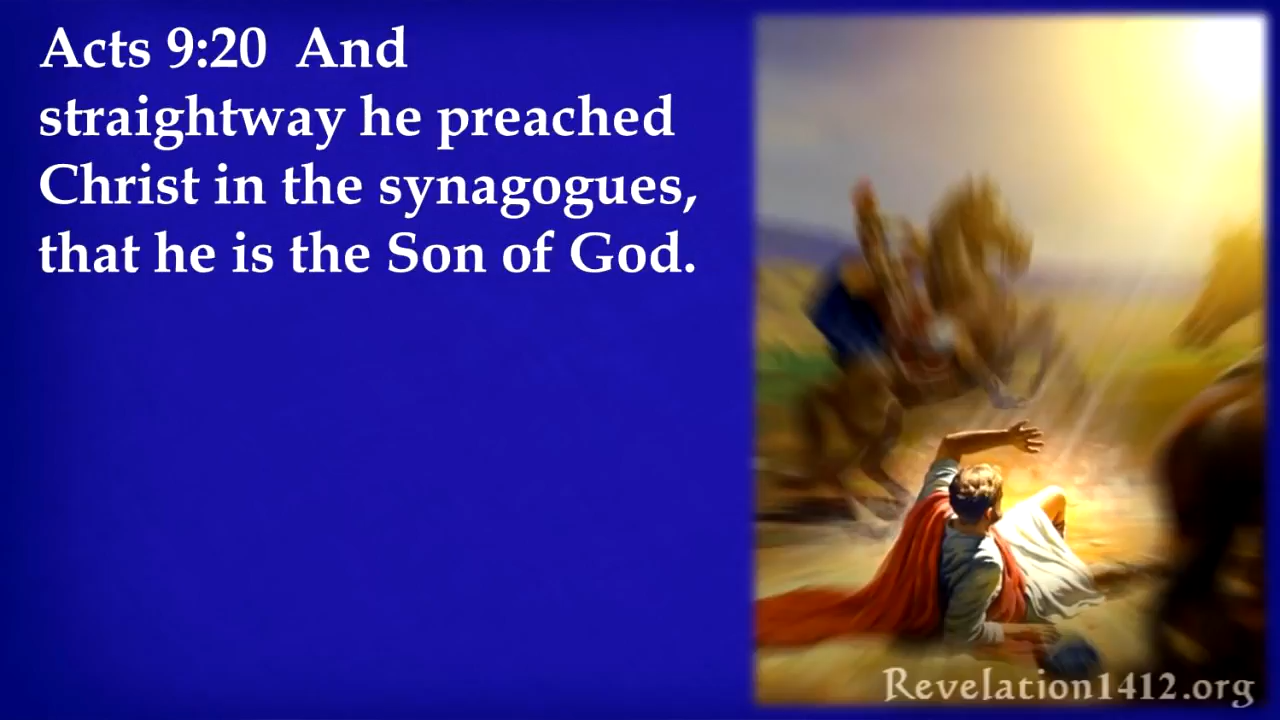 Acts 9:20  And
straightway he preached
Christ in the synagogues,
that he is the Son of God.
Revelation1412.org